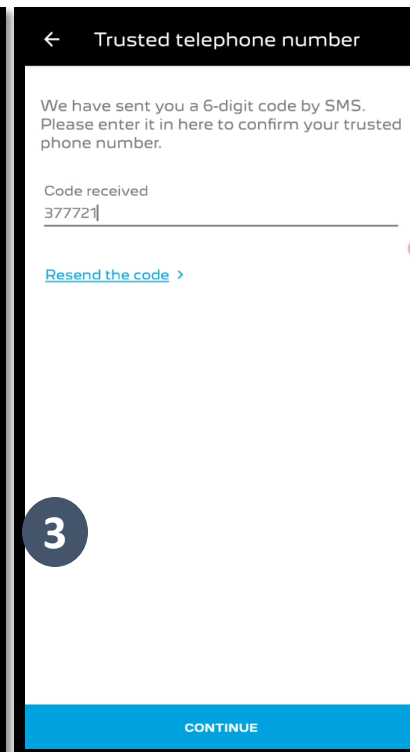 ← Trusted telephone number
We have sent you a 6-digit code by SMS.
Please enter it in here to confirm your trusted
phone number.
Code received
377721
Resend the code >
3
CONTINUE